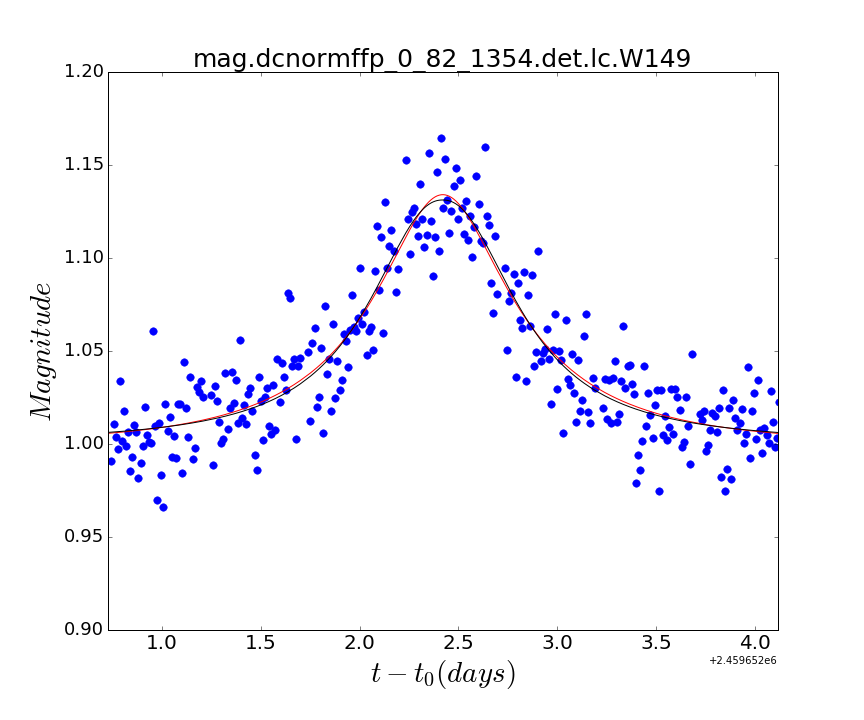 mag.dcnormffp_0_82_1354.det.lc.W149
1.20
1.15
1.10
1.05
1.00
0.95
0.90
Magnitude
1.0 1.5 2.0 2.5 3.0 3.5 4.0
+2.459652e6
t − t₀(days)